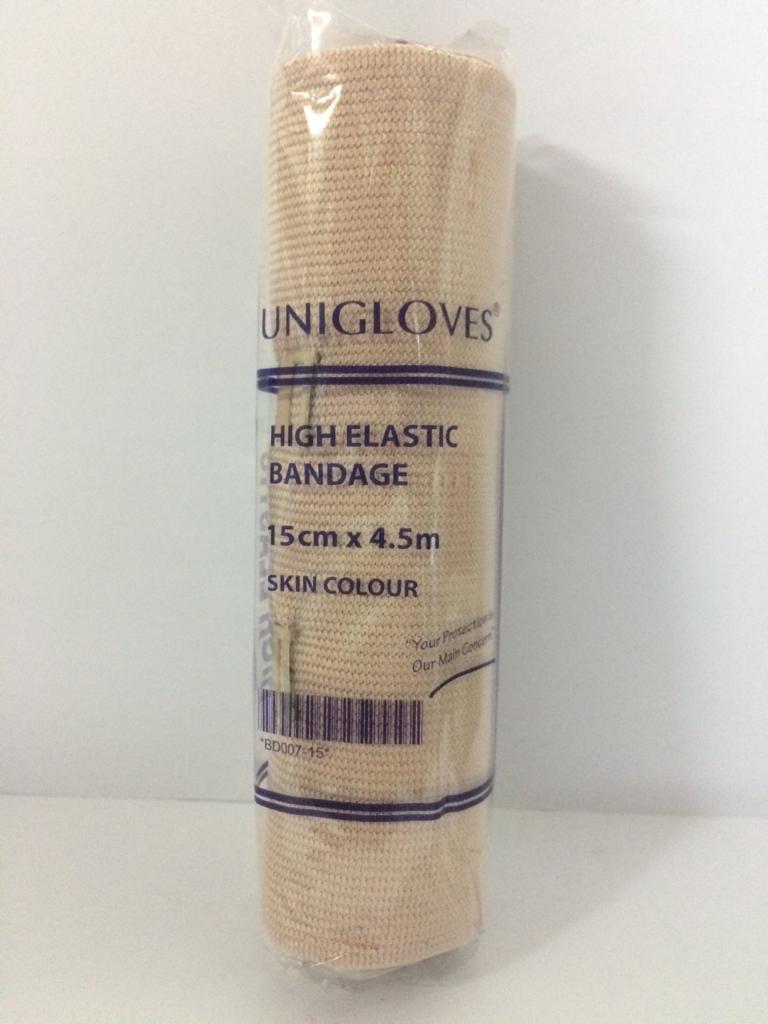 UNIGLOVES®
HIGH ELASTIC
BANDAGE
15cm x 4.5m
SKIN COLOUR
"Your Protection is
Our Main Concern"
*BD007-15*